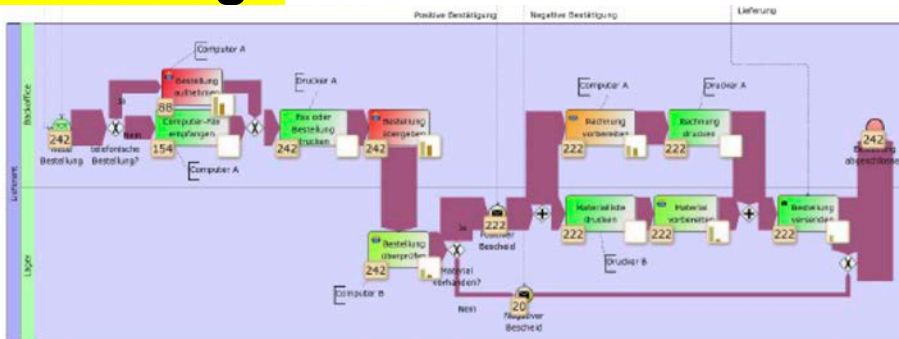 Positive Bestätigung
Negative Bestätigung
Lieferung
Lieferant
Backoffice
Lager
Computer A
Bestellung
aufnehmen
88
Ja
Nein
242
Bestellung
telefonische
Bestellung?
Computer-Fax
empfangen
154
Computer A
Drucker A
Fax oder
Bestellung
drucken
242
Bestellung
übergeben
242
Computer A
Rechnung
vorbereiten
222
Drucker A
Rechnung
drucken
222
242
abgeschlossen
Bestellung
überprüfen
242
Computer B
Ja
Material
vorhanden?
Nein
222
Positiver
Bescheid
Materialliste
drucken
222
Drucker B
Material
vorbereiten
222
Bestellung
versenden
222
20
Negativer
Bescheid